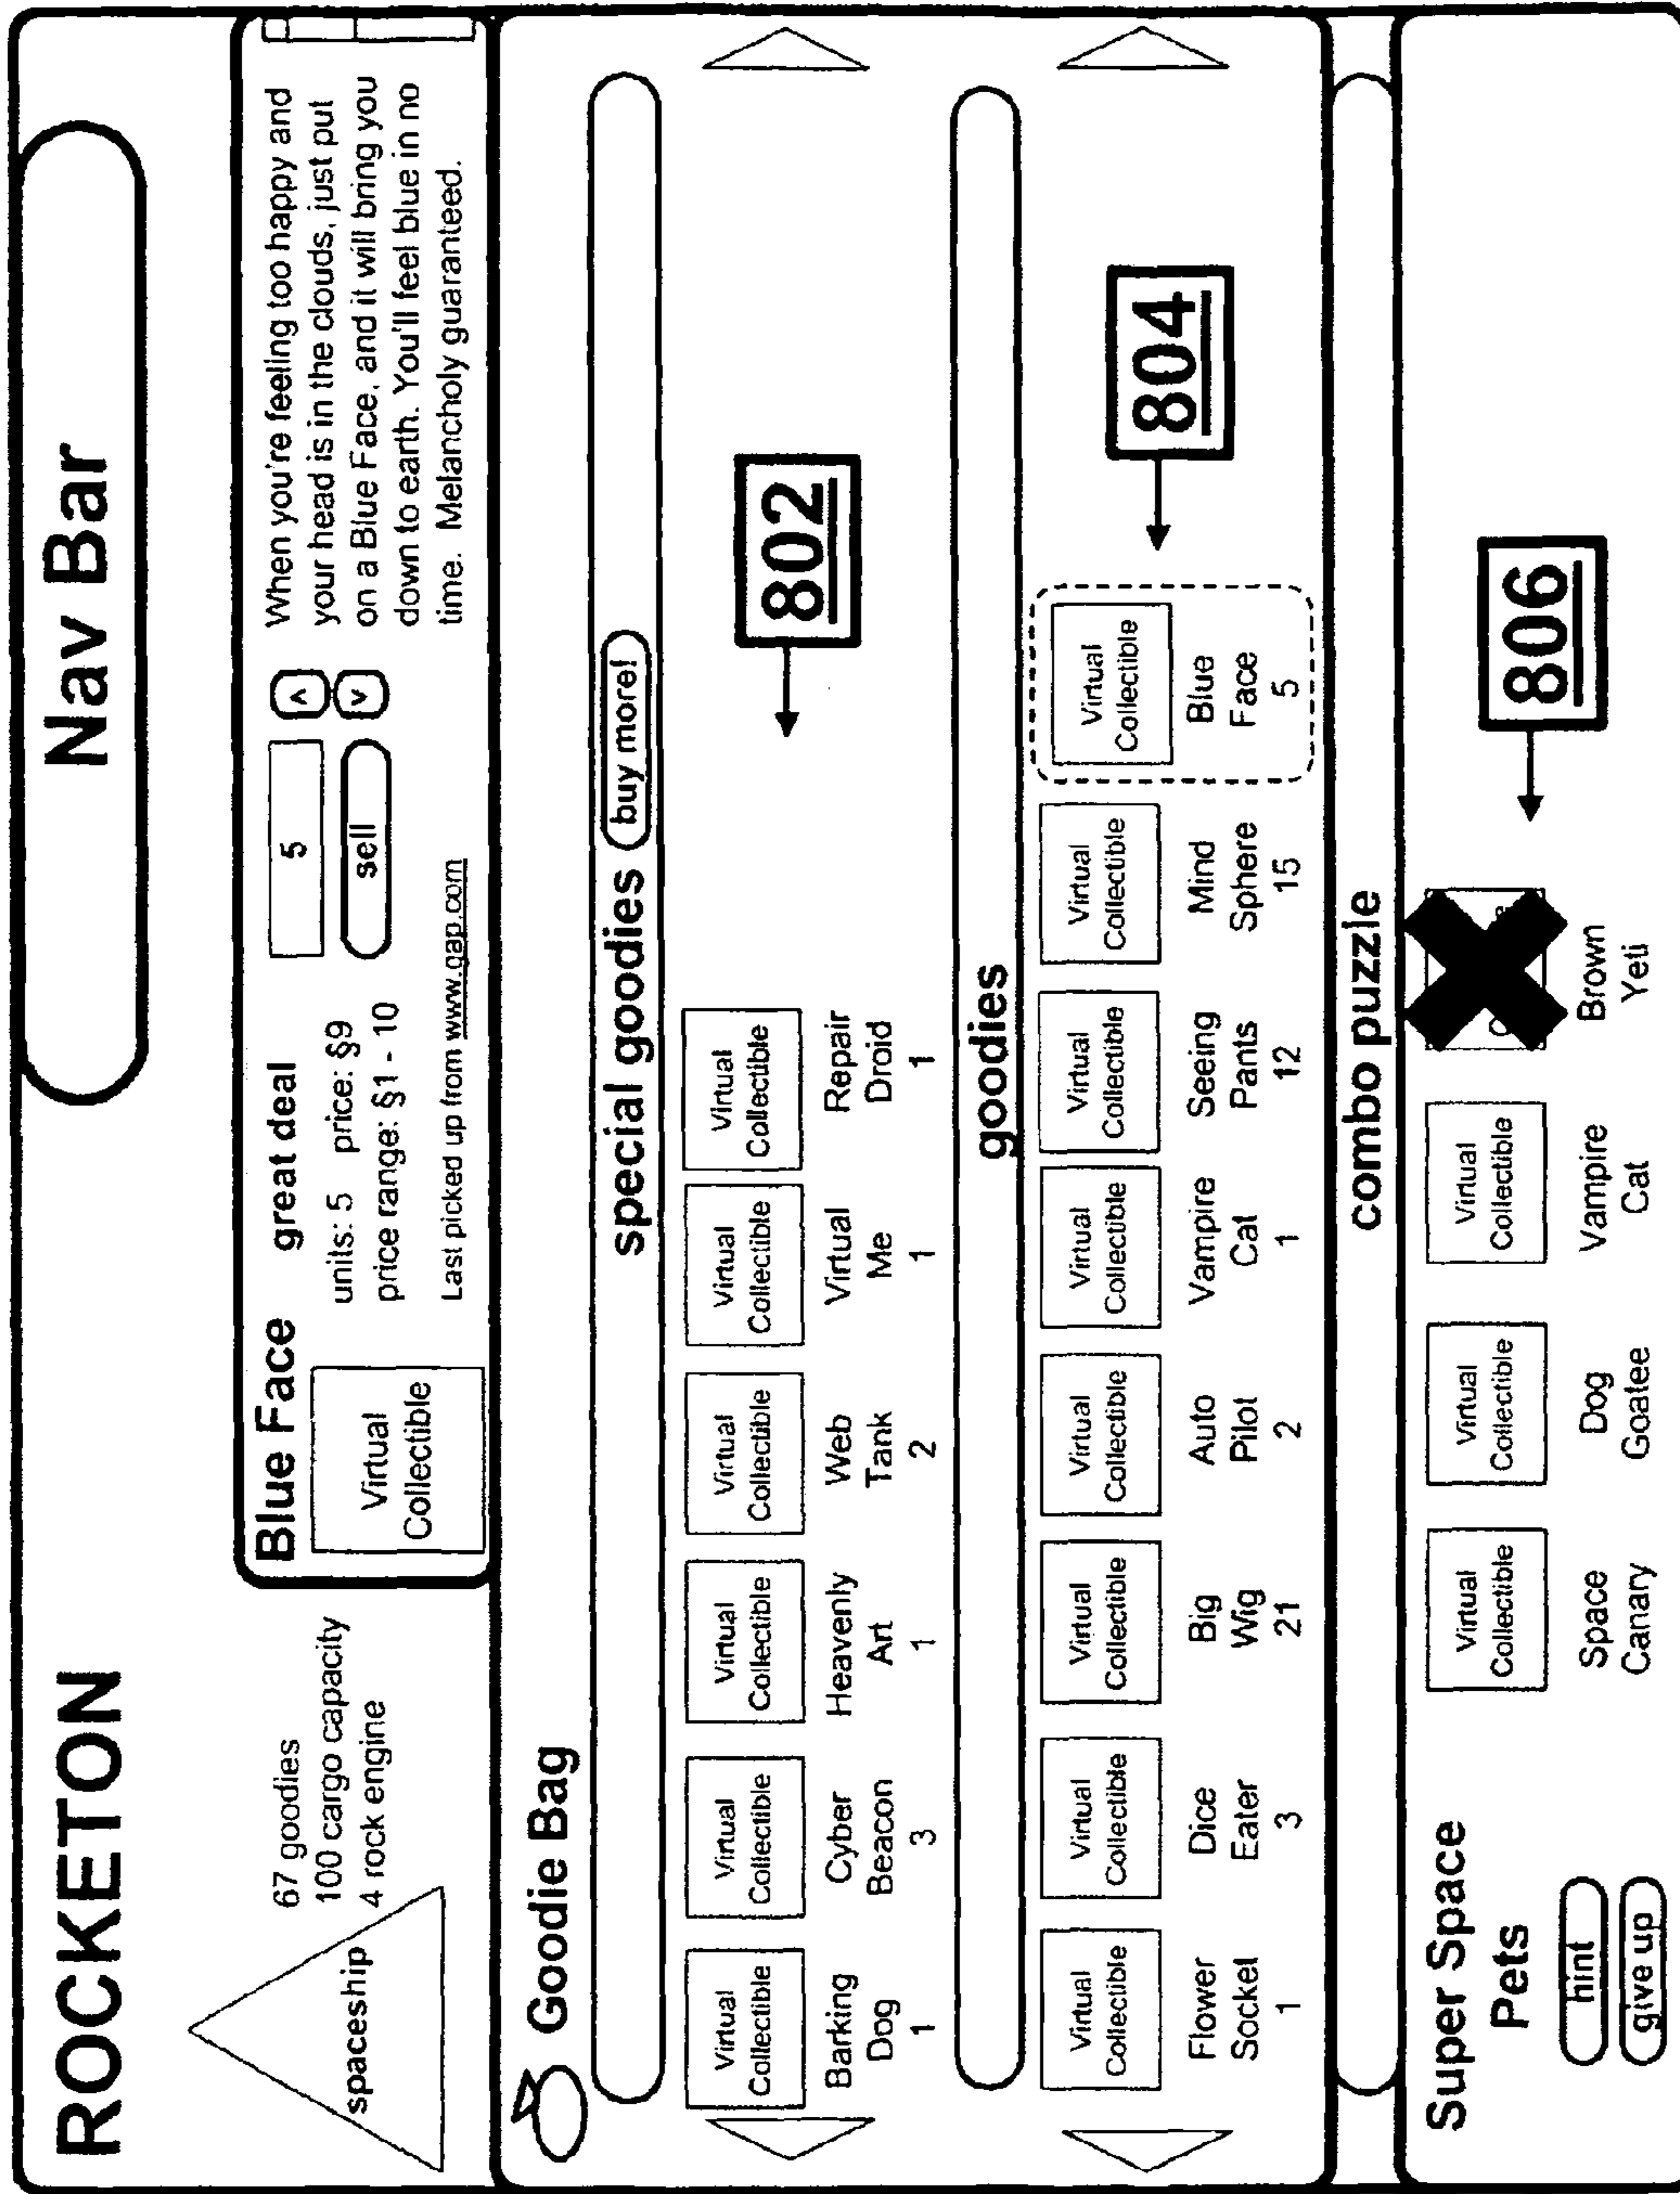 ROCKETON
Nav Bar
spaceship
67 goodies
100 cargo capacity
4 rock engine
Blue Face great deal
Virtual
Collectible
units: 5 price: §9
price range: §1 - 10
Last picked up from www.gap.com
5
sell
^
v
When you're feeling too happy and
your head is in the clouds, just put
on a Blue Face, and it will bring you
down to earth. You'll feel blue in no
time. Melancholy guaranteed.
Goodie Bag
special goodies buy more!
Virtual
Collectible
Barking
Dog
1
Virtual
Collectible
Cyber
Beacon
3
Virtual
Collectible
Heavenly
Art
1
Virtual
Collectible
Web
Tank
2
Virtual
Collectible
Virtual
Me
1
Virtual
Collectible
Repair
Droid
1
802
goodies
Virtual
Collectible
Flower
Socket
1
Virtual
Collectible
Dice
Eater
3
Virtual
Collectible
Big
Wig
21
Virtual
Collectible
Auto
Pilot
2
Virtual
Collectible
Vampire
Cat
1
Virtual
Collectible
Seeing
Pants
12
Virtual
Collectible
Mind
Sphere
15
Virtual
Collectible
Blue
Face
5
804
combo puzzle
Super Space
Pets
hint
give up
Virtual
Collectible
Space
Canary
Virtual
Collectible
Dog
Goatee
Virtual
Collectible
Vampire
Cat
Brown
Yeti
806